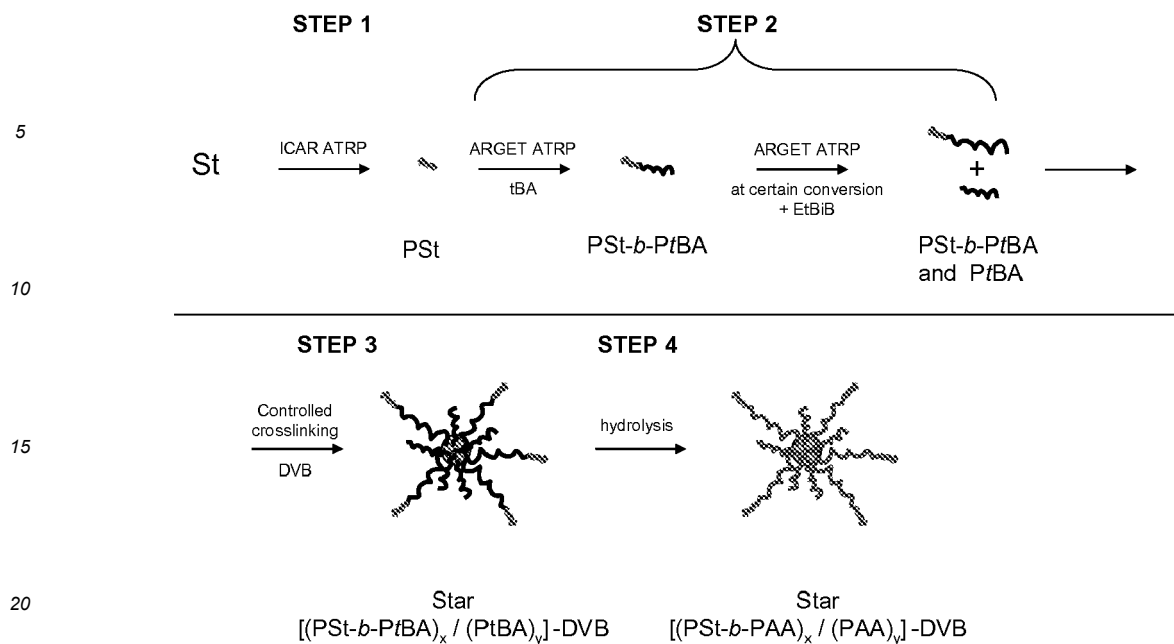 STEP 1
STEP 2
5
St
ICAR ATRP
ARGET ATRP
tBA
ARGET ATRP
at certain conversion
+ EtBiB
+
PSt
PSt-b-PtBA
PSt-b-PtBA
and PtBA
10
STEP 3
STEP 4
Controlled
crosslinking
DVB
hydrolysis
15
Star
[(PSt-b-PtBA)x / (PtBA)y] -DVB
Star
[(PSt-b-PAA)x / (PAA)y] -DVB
20